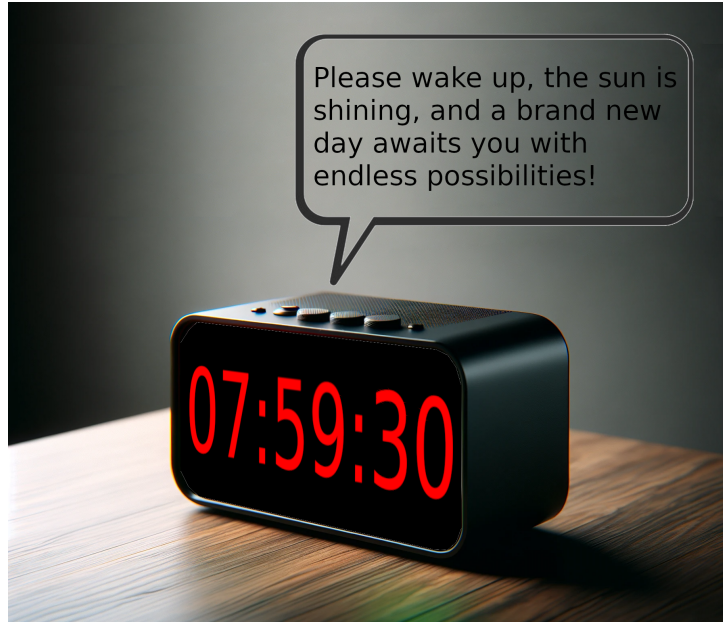 Please wake up, the sun is
shining, and a brand new
day awaits you with
endless possibilities!
07:59:30